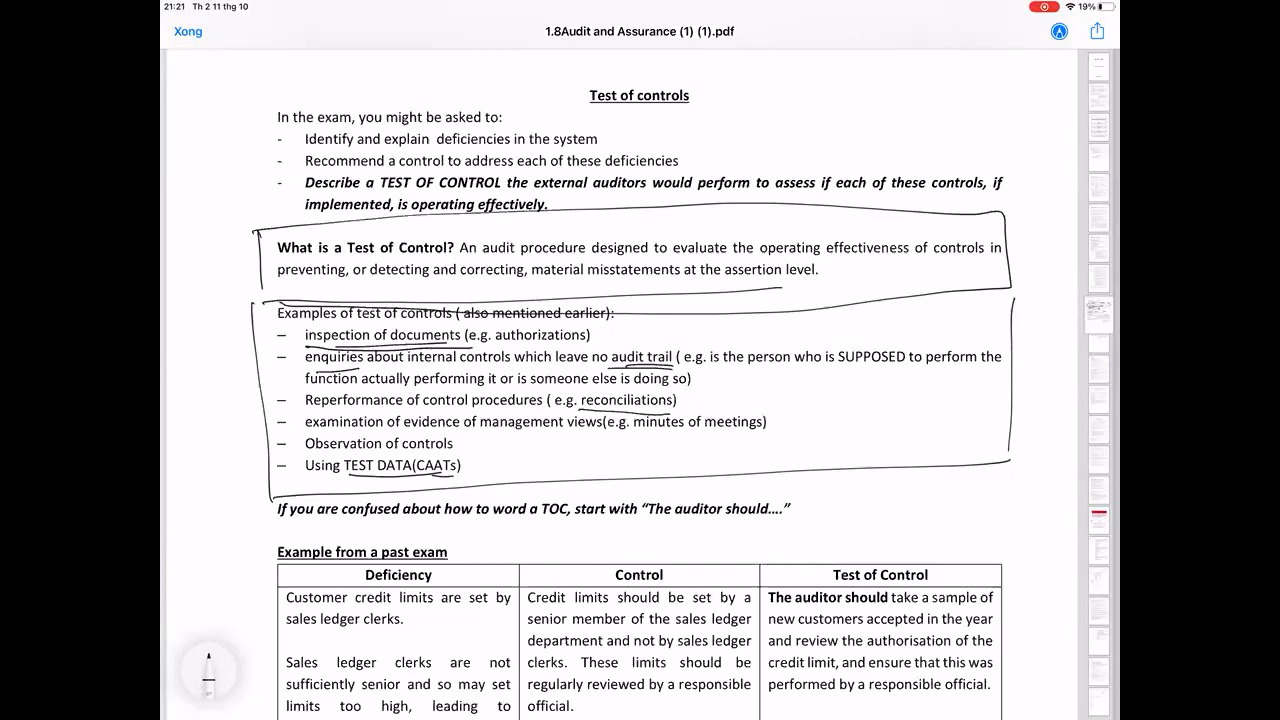 21:21 Th 2 11 thg 10
19%
Xong
1.8Audit and Assurance (1) (1).pdf
Test of controls
In the exam, you might be asked to:
- Identify and explain deficiencies in the system
- Recommend a control to address each of these deficiencies
- Describe a TEST OF CONTROL the external auditors should perform to assess if each of these controls, if
implemented, is operating effectively.
What is a Test of Control? An audit procedure designed to evaluate the operating effectiveness of controls in
preventing, or detecting and correcting, material misstatements at the assertion level.
Examples of test of controls ( also mentioned earlier):
– inspection of documents (e.g. authorizations)
– enquiries about internal controls which leave no audit trail ( e.g. is the person who is SUPPOSED to perform the
function actually performing it or is someone else is doing so)
– Reperformance of control procedures ( e.g. reconciliations)
– Examination of evidence of management views(e.g. minutes of meetings)
– Observation of controls
– Using TEST DATA(CAATs)
If you are confused about how to word a TOC, start with "The auditor should…."
Example from a past exam
Deficiency
Control
Test of Control
Customer credit limits are set by
sales ledger clerks.
Sales ledger clerks are not
sufficiently senior and so may set
limits too high leading to
Credit limits should be set by a
senior member of the sales ledger
department and not by sales ledger
clerks. These limits should be
regularly reviewed by a responsible
official.
The auditor should take a sample of
new customers accepted in the year
and review the authorisation of the
credit limit, and ensure that this was
performed by a responsible official.